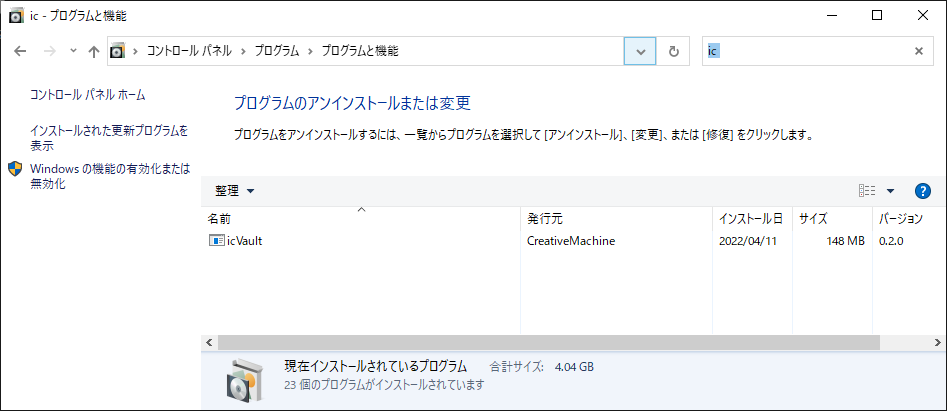 ic - プログラムと機能
コントロール パネル プログラム プログラムと機能
ic
コントロール パネル ホーム
インストールされた更新プログラムを
表示
Windows の機能の有効化または
無効化
プログラムのアンインストールまたは変更
プログラムをアンインストールするには、一覧からプログラムを選択して [アンインストール]、[変更]、または [修復] をクリックします。
整理
名前 発行元 インストール日 サイズ バージョン
icVault CreativeMachine 2022/04/11 148 MB 0.2.0
現在インストールされているプログラム 合計サイズ: 4.04 GB
23 個のプログラムがインストールされています